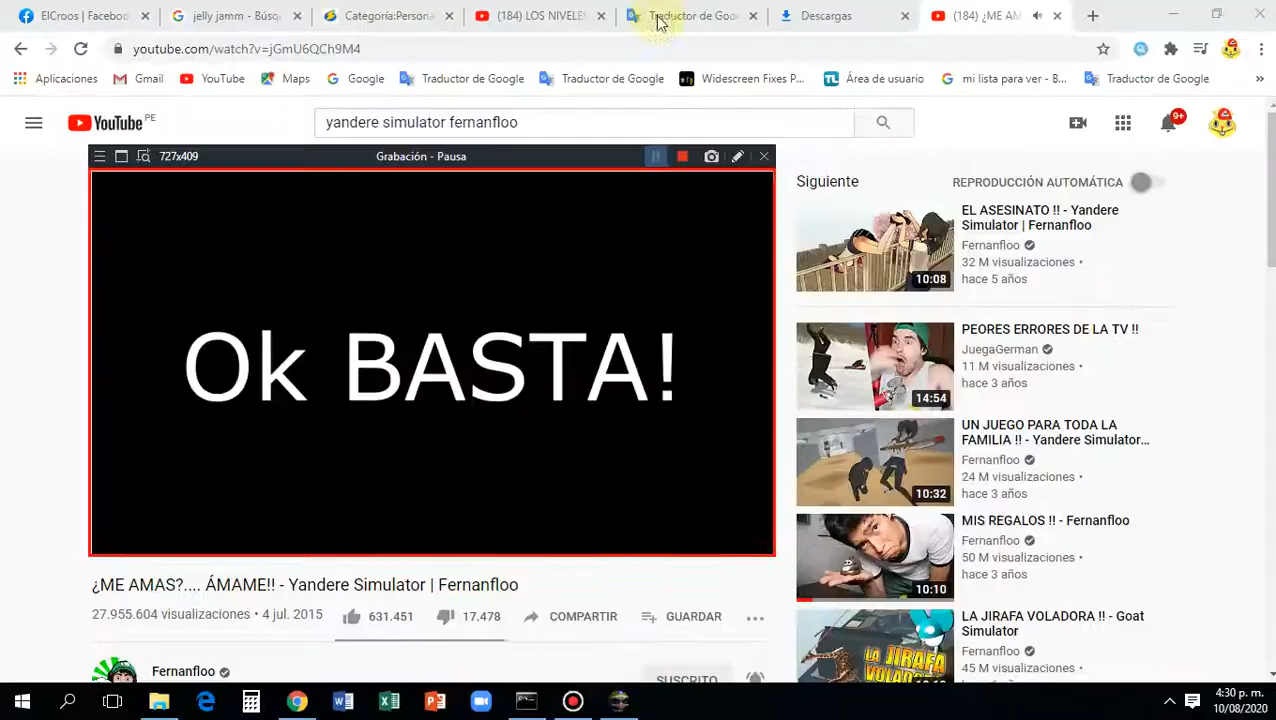 ElCroos | Facebook
jelly jamm - Búsq
Categoría:Persona
(184) LOS NIVELE
Traductor de Goo
Descargas
(184) ¿ME AM
youtube.com/watch?v=jGmU6QCh9M4
Aplicaciones
Gmail
YouTube
Maps
Google
Traductor de Google
Traductor de Google
Widescreen Fixes P...
Área de usuario
mi lista para ver - B...
Traductor de Google
»
YouTube PE
yandere simulator fernanfloo
9+
727x409
Grabación - Pausa
Ok BASTA!
Siguiente
REPRODUCCIÓN AUTOMÁTICA
EL ASESINATO !! - Yandere
Simulator | Fernanfloo
Fernanfloo
32 M visualizaciones •
hace 5 años
10:08
PEORES ERRORES DE LA TV !!
JuegaGerman
11 M visualizaciones •
hace 3 años
14:54
UN JUEGO PARA TODA LA
FAMILIA !! - Yandere Simulator...
Fernanfloo
24 M visualizaciones •
hace 3 años
10:32
MIS REGALOS !! - Fernanfloo
Fernanfloo
50 M visualizaciones •
hace 3 años
10:10
LA JIRAFA VOLADORA !! - Goat
Simulator
Fernanfloo
45 M visualizaciones •
LA JIRAFA
VOLADORA
¿ME AMAS?.... ÁMAME!! - Yandere Simulator | Fernanfloo
27.955.604 visualizaciones • 4 jul. 2015
631.451
17.478
COMPARTIR
GUARDAR
Fernanfloo
SUSCRITO
4:30 p. m.
10/08/2020